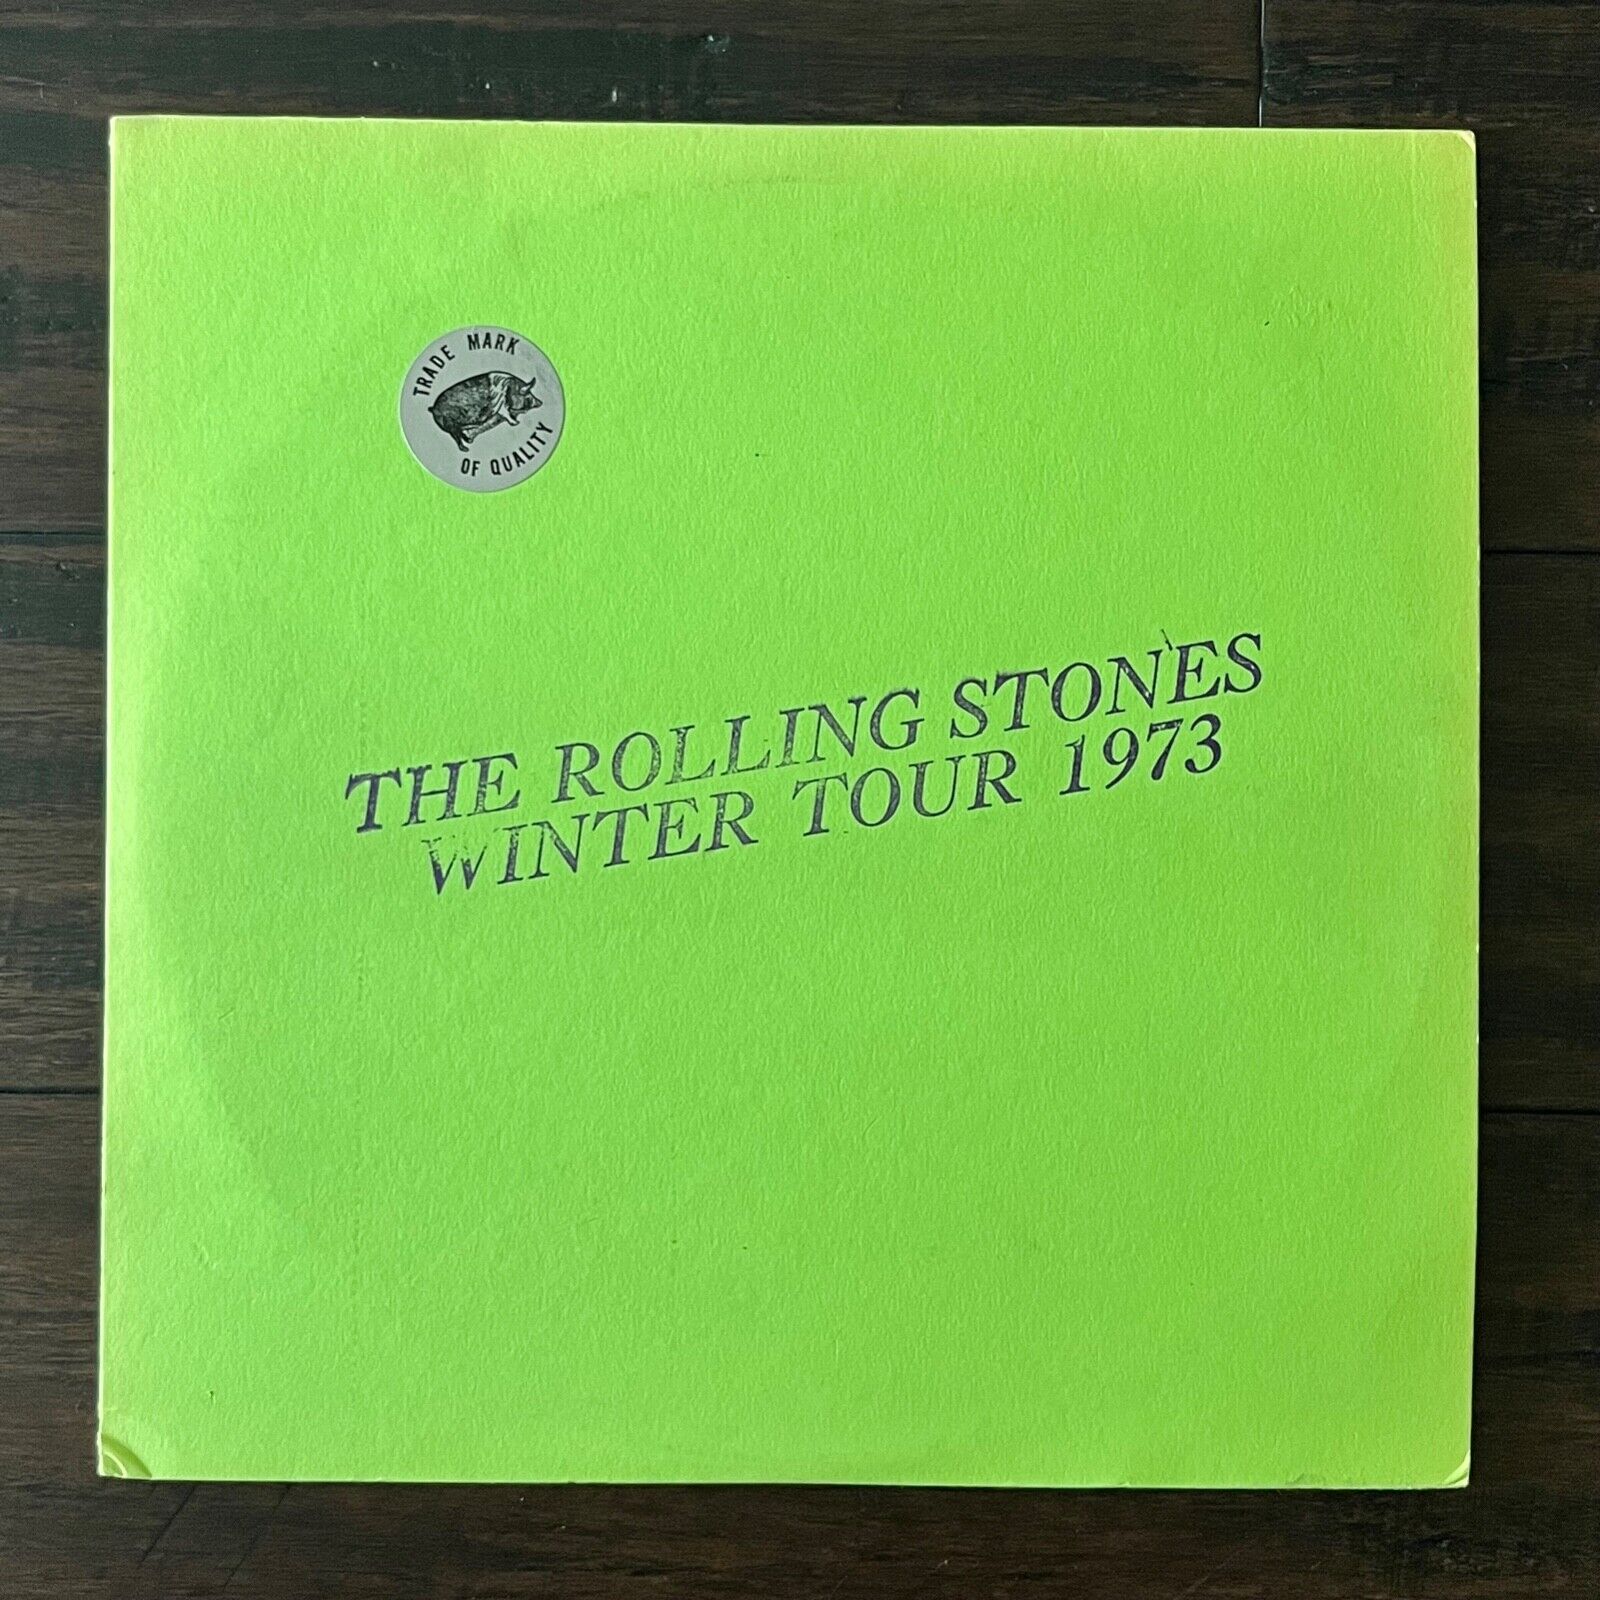 TRADE MARK
OF QUALITY
THE ROLLING STONES
WINTER TOUR 1973